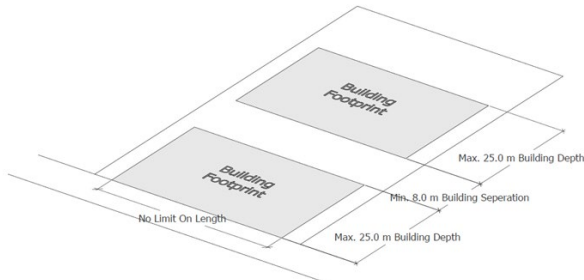 Building
Footprint
Max. 25.0 m Building Depth
Building
Footprint
Min. 8.0 m Building Seperation
No Limit On Length
Max. 25.0 m Building Depth